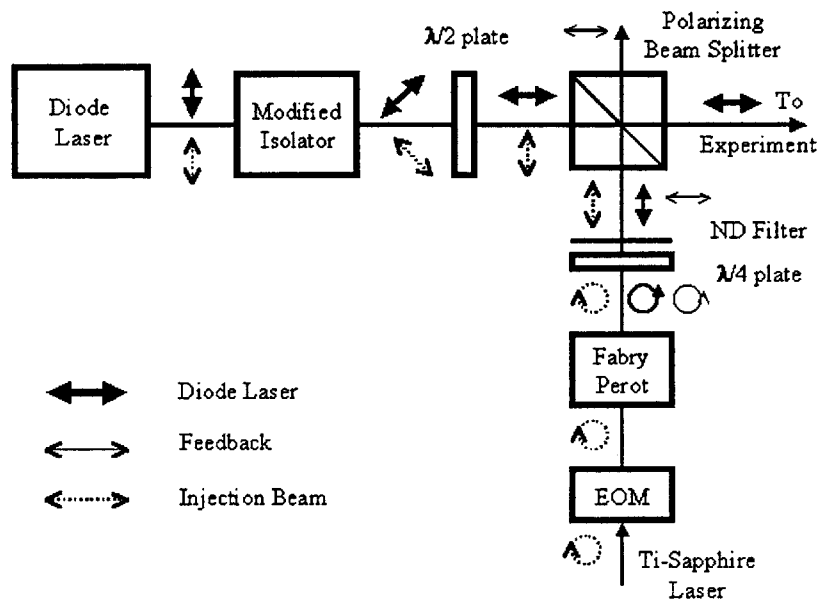 Polarizing
Beam Splitter
λ/2 plate
Diode
Laser
Modified
Isolator
To
Experiment
ND Filter
λ/4 plate
Fabry
Perot
Diode Laser
Feedback
Injection Beam
EOM
Ti-Sapphire
Laser